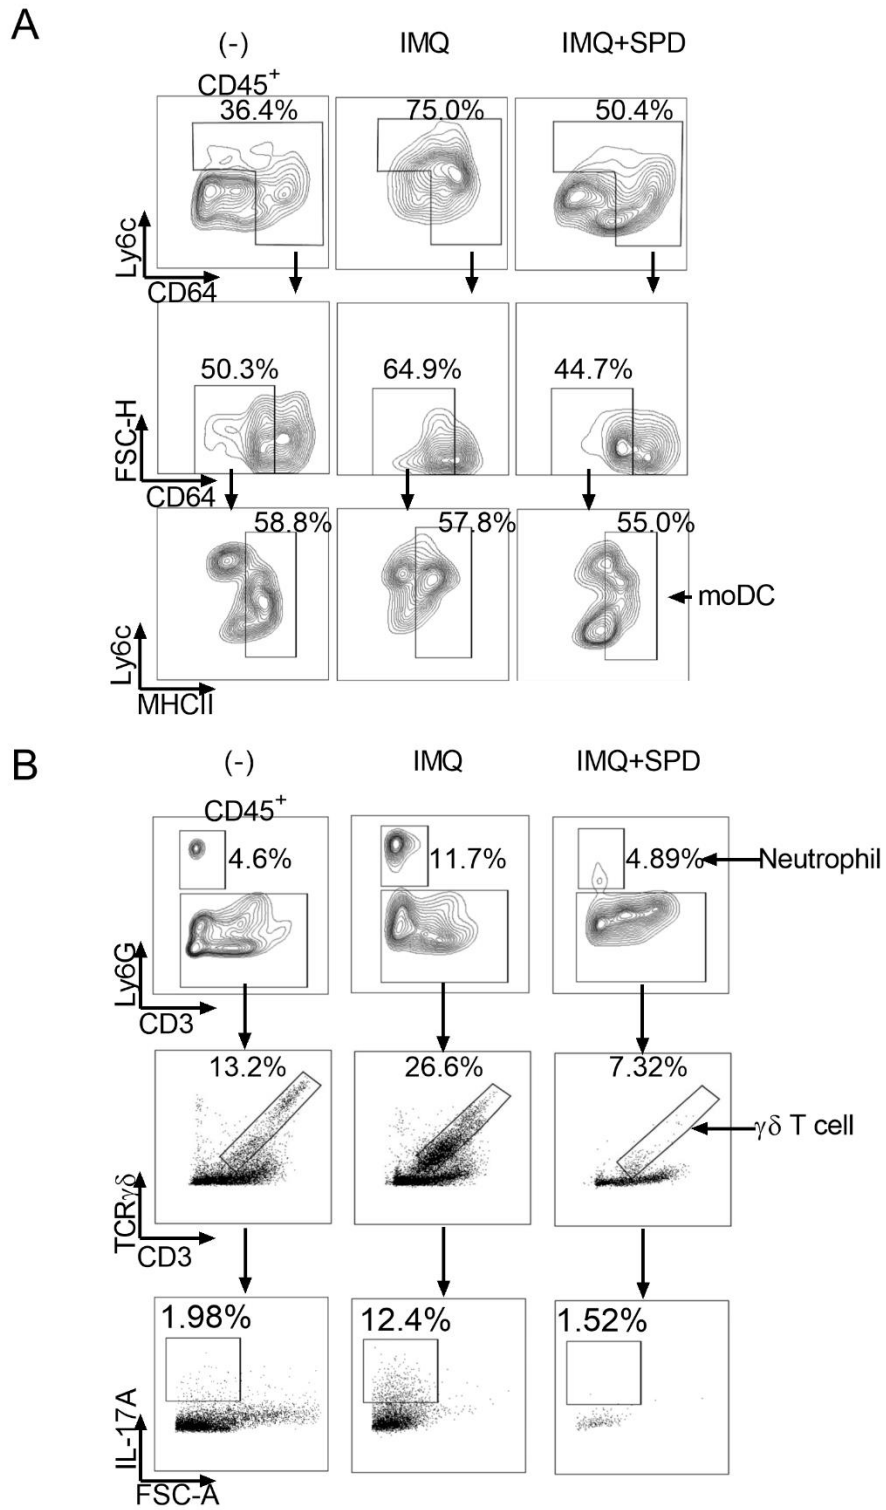 A
(-) IMQ IMQ+SPD
CD45+
36.4% 75.0% 50.4%
Ly6c
CD64
50.3% 64.9% 44.7%
FSC-H
CD64
58.8% 57.8% 55.0%
moDC
Ly6c
MHCII
B
(-) IMQ IMQ+SPD
CD45+
4.6% 11.7% 4.89% Neutrophil
Ly6G
CD3
13.2% 26.6% 7.32%
γδ T cell
TCRγδ
CD3
1.98% 12.4% 1.52%
IL-17A
FSC-A